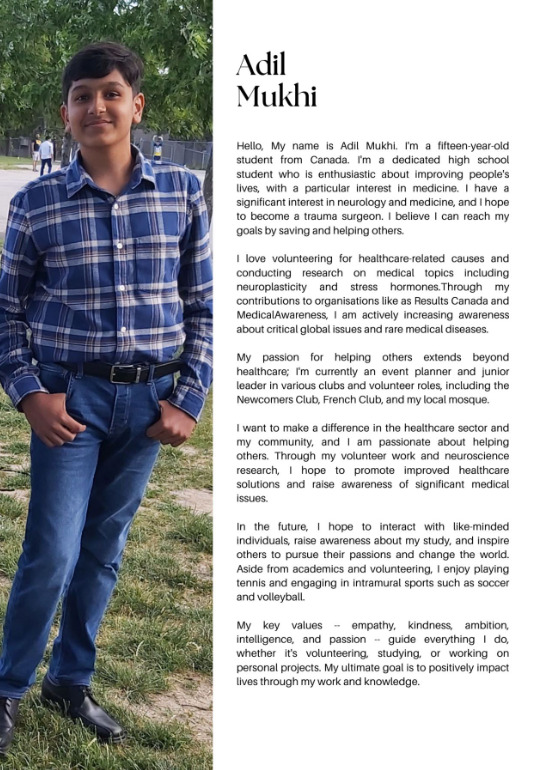 Adil
Mukhi
Hello, My name is Adil Mukhi. I'm a fifteen-year-old
student from Canada. I'm a dedicated high school
student who is enthusiastic about improving people's
lives, with a particular interest in medicine. I have a
significant interest in neurology and medicine, and I hope
to become a trauma surgeon. I believe I can reach my
goals by saving and helping others.
I love volunteering for healthcare-related causes and
conducting research on medical topics including
neuroplasticity and stress hormones.Through my
contributions to organisations like as Results Canada and
MedicalAwareness, I am actively increasing awareness
about critical global issues and rare medical diseases.
My passion for helping others extends beyond
healthcare; I'm currently an event planner and junior
leader in various clubs and volunteer roles, including the
Newcomers Club, French Club, and my local mosque.
I want to make a difference in the healthcare sector and
my community, and I am passionate about helping
others. Through my volunteer work and neuroscience
research, I hope to promote improved healthcare
solutions and raise awareness of significant medical
issues.
In the future, I hope to interact with like-minded
individuals, raise awareness about my study, and inspire
others to pursue their passions and change the world.
Aside from academics and volunteering, I enjoy playing
tennis and engaging in intramural sports such as soccer
and volleyball.
My key values -- empathy, kindness, ambition,
intelligence, and passion -- guide everything I do,
whether it's volunteering, studying, or working on
personal projects. My ultimate goal is to positively impact
lives through my work and knowledge.